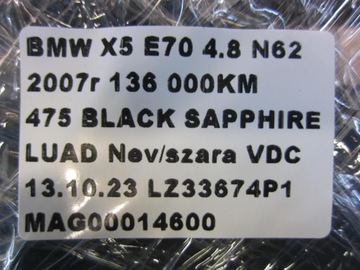 BMW X5 E70 4.8 N62
2007r 136 000KM
475 BLACK SAPPHIRE
LUAD Nev/szara VDC
13.10.23 LZ33674P1
MAG00014600